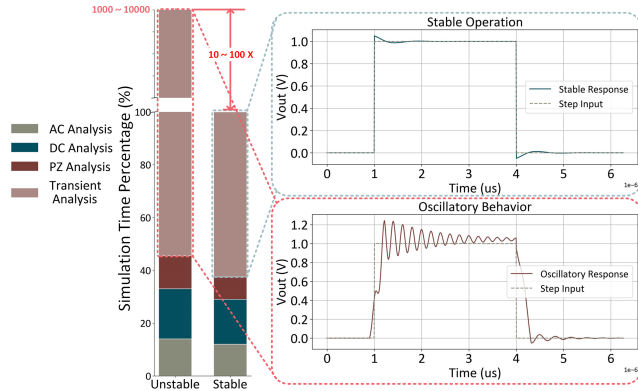 1000 ~ 10000
10 ~ 100 X
Simulation Time Percentage (%)
100
80
60
40
20
0
Unstable
Stable
AC Analysis
DC Analysis
PZ Analysis
Transient
Analysis
Stable Operation
Vout (V)
1.0
0.8
0.6
0.4
0.2
0.0
Stable Response
Step Input
0
1
2
3
4
5
6
Time (us)
1e−6
Oscillatory Behavior
Vout (V)
1.2
1.0
0.8
0.6
0.4
0.2
0.0
Oscillatory Response
Step Input
0
1
2
3
4
5
6
Time (us)
1e−6